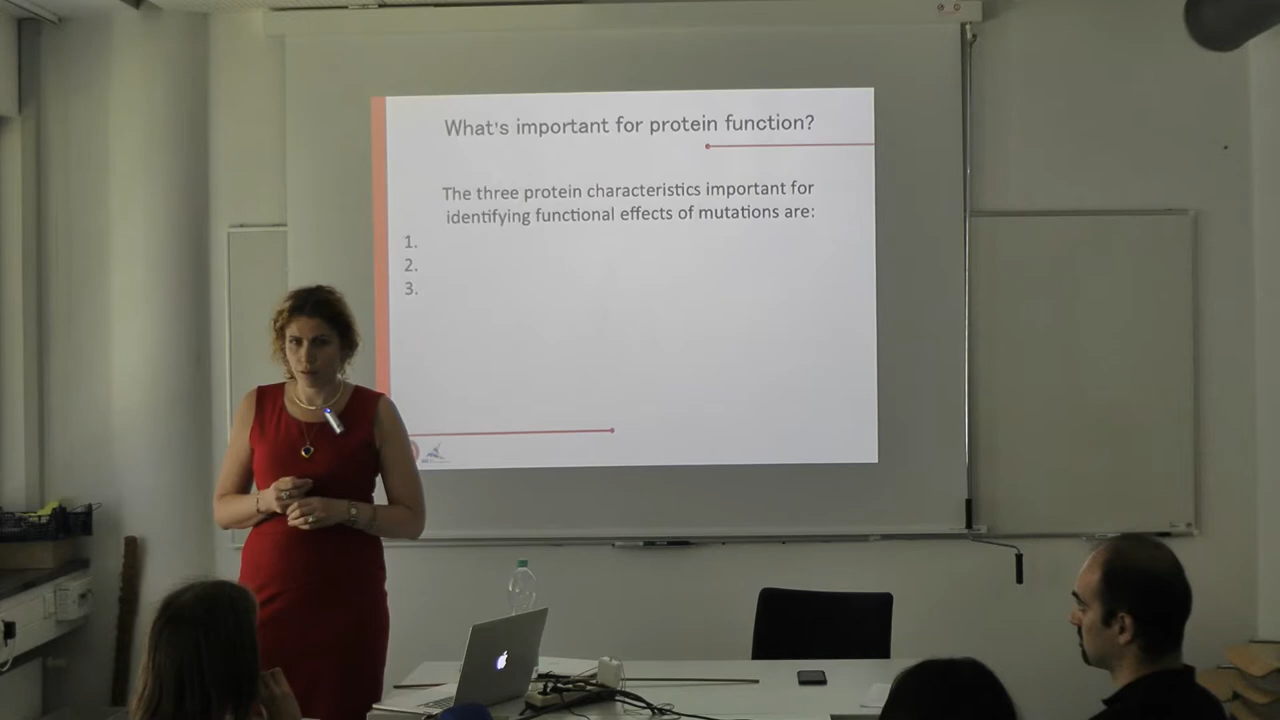 What's important for protein function?
The three protein characteristics important for
identifying functional effects of mutations are:
1.
2.
3.